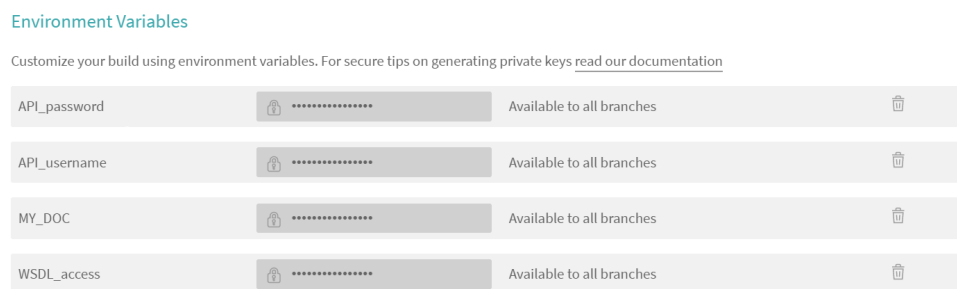 Environment Variables
Customize your build using environment variables. For secure tips on generating private keys read our documentation
API_password •••••••••••••••• Available to all branches
API_username •••••••••••••••• Available to all branches
MY_DOC •••••••••••••••• Available to all branches
WSDL_access •••••••••••••••• Available to all branches